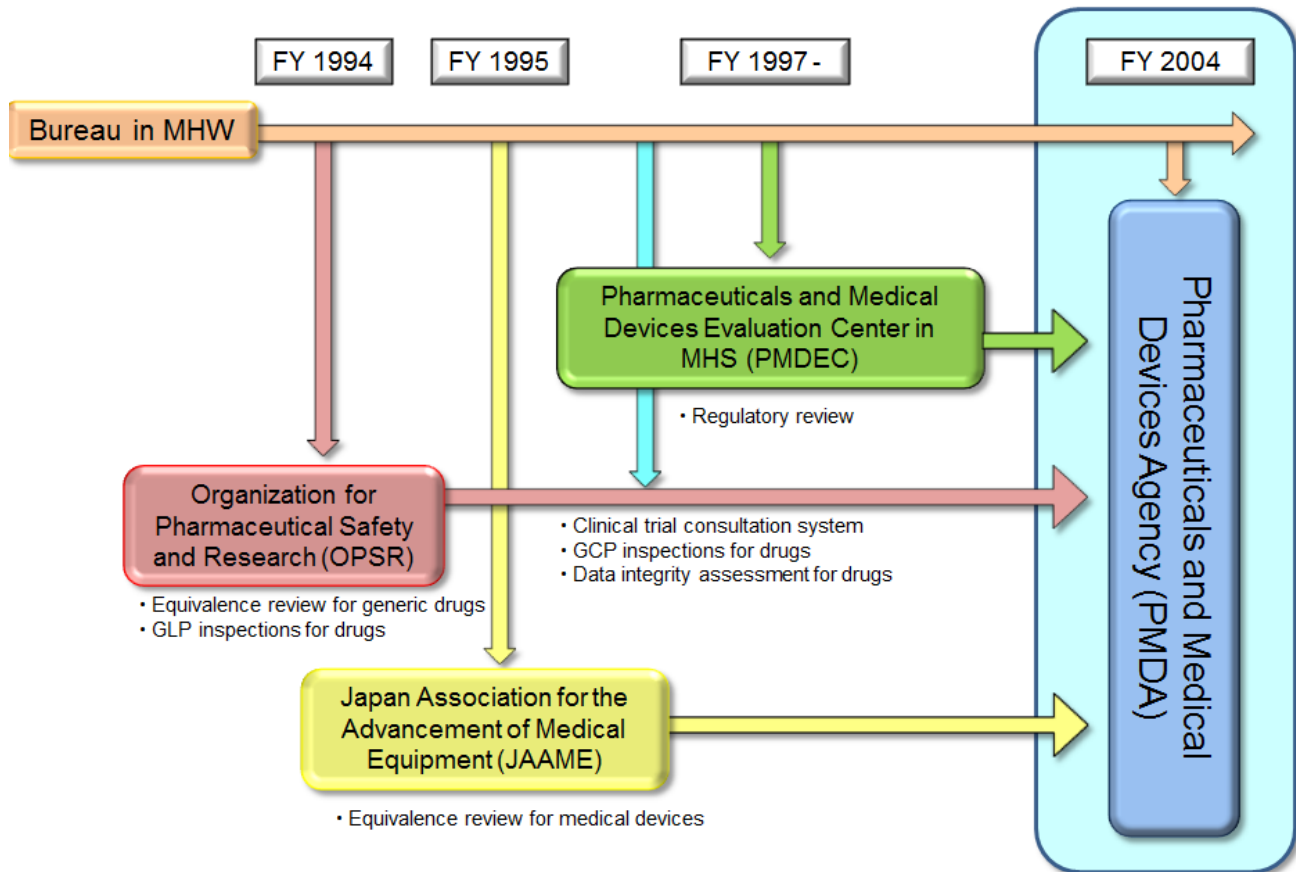 FY 1994
FY 1995
FY 1997 -
FY 2004
Bureau in MHW
Pharmaceuticals and Medical
Devices Evaluation Center in
MHS (PMDEC)
• Regulatory review
Organization for
Pharmaceutical Safety
and Research (OPSR)
• Equivalence review for generic drugs
• GLP inspections for drugs
• Clinical trial consultation system
• GCP inspections for drugs
• Data integrity assessment for drugs
Japan Association for the
Advancement of Medical
Equipment (JAAME)
• Equivalence review for medical devices
Pharmaceuticals and Medical
Devices Agency (PMDA)